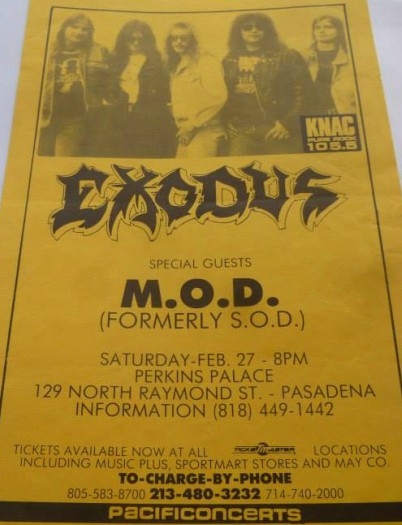 KNAC
PURE ROCK
105.5
EXODUS
SPECIAL GUESTS
M.O.D.
(FORMERLY S.O.D.)
SATURDAY-FEB. 27 - 8PM
PERKINS PALACE
129 NORTH RAYMOND ST. - PASADENA
INFORMATION (818) 449-1442
TICKETS AVAILABLE NOW AT ALL TICKETMASTER LOCATIONS
INCLUDING MUSIC PLUS, SPORTMART STORES AND MAY CO.
TO-CHARGE-BY-PHONE
805-583-8700 213-480-3232 714-740-2000
PACIFICONCERTS